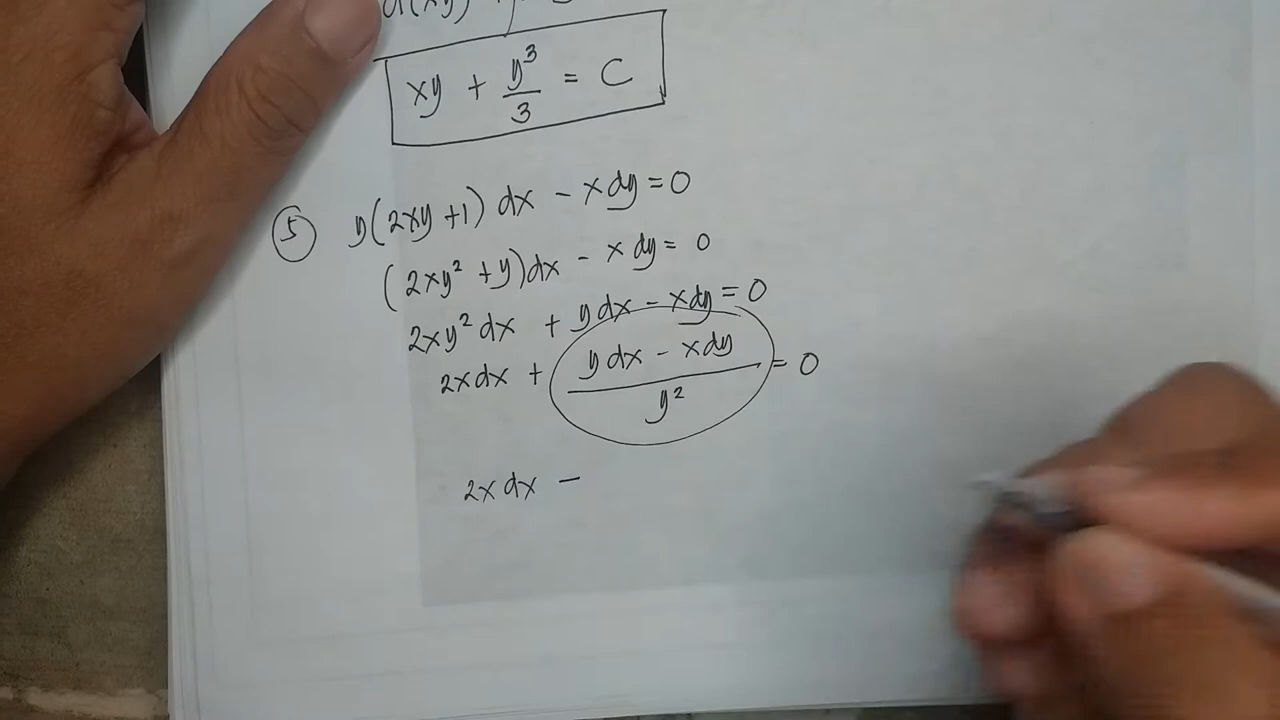 d(xy)
xy + y³/3 = C
⑤ y(2xy +1) dx - x dy = 0
(2xy² + y)dx - x dy = 0
2xy² dx + y dx - x dy = 0
2x dx + (y dx - x dy)/y² = 0
2x dx -